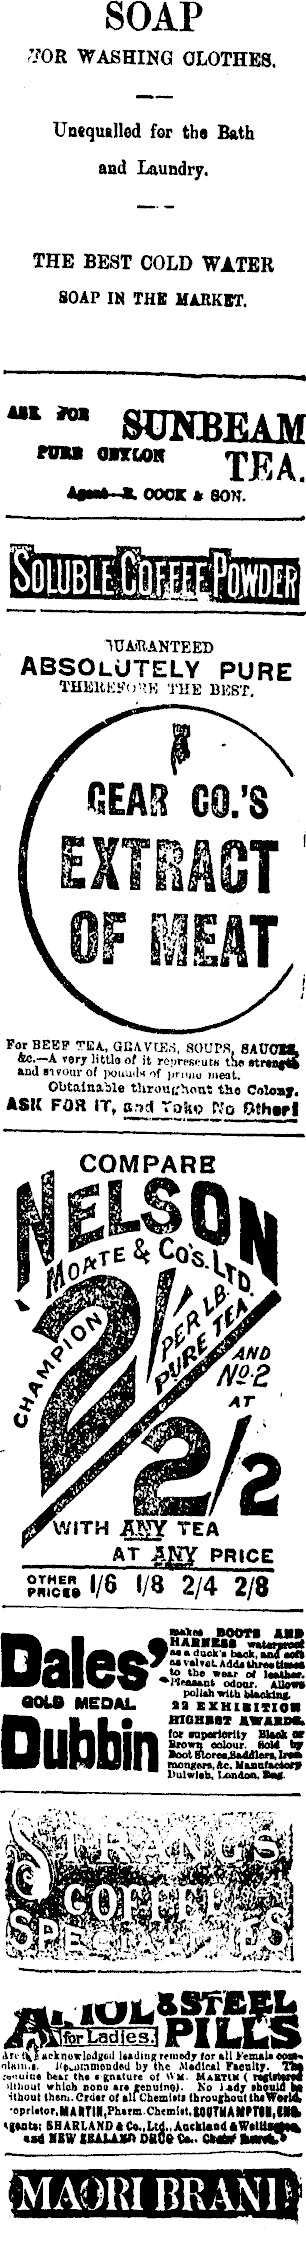 SOAP
FOR WASHING CLOTHES.
Unequalled for the Bath
and Laundry.
THE BEST COLD WATER
SOAP IN THE MARKET.
ASK FOR
SUNBEAM
PURE CEYLON
TEA.
Agent—R. COCK & SON.
SOLUBLE COFFEE POWDER
GUARANTEED
ABSOLUTELY PURE
THEREFORE THE BEST.
GEAR CO.'S
EXTRACT
OF MEAT
For BEEF TEA, GRAVIES, SOUPS, SAUCES,
&c.—A very little of it represents the strength
and savour of pounds of prime meat.
Obtainable throughout the Colony.
ASK FOR IT, and Take No Other!
COMPARE
NELSON
MOATE & CO'S. LTD.
CHAMPION
2/-
PER LB.
PURE TEA
AND
No. 2
AT
2/2
WITH ANY TEA
AT ANY PRICE
OTHER PRICES 1/6 1/8 2/4 2/8
Dales'
GOLD MEDAL
Dubbin
makes BOOTS AND
HARNESS waterproof
as a duck's back, and soft
as velvet. Adds three times
to the wear of leather.
Pleasant odour. Allows
polish with blacking.
22 EXHIBITION
HIGHEST AWARDS,
for superiority Black or
Brown colour. Sold by
Boot Stores, Saddlers, Iron
mongers, &c. Manufactory
Dulwich, London, Eng.
STRANG'S
COFFEE
SPECIALTIES
& STEEL
for Ladies.
PILLS
acknowledged leading remedy for all Female com-
plaints. Recommended by the Medical Faculty. The
genuine bear the signature of WM. MARTIN (registered
without which none are genuine). No lady should be
without them. Order of all Chemists throughout the World.
Proprietor, MARTIN, Pharm. Chemist, SOUTHAMPTON, ENG.
Agents: SHARLAND & Co., Ltd., Auckland & Wellington,
and NEW ZEALAND DRUG Co.,
MAORI BRAND